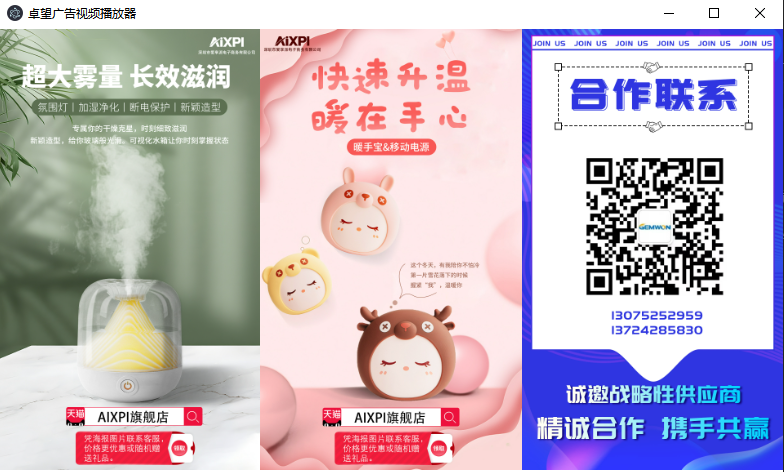 卓望广告视频播放器
AiXPI
超大雾量 长效滋润
氛围灯 | 加湿净化 | 断电保护 | 新颖造型
专属你的干燥克星，时刻细致滋润
新颖造型，给你玻璃般光面，可视化水箱让你时刻掌握状态
天猫 AIXPI旗舰店
凭海报图片联系客服，
价格更优惠或随机赠
送礼品。
领取
AiXPI
快速升温
暖在手心
暖手宝&移动电源
这个冬天，有我陪你不怕冷
第一片雪花落下的时候
握紧“我”，温暖你
天猫 AIXPI旗舰店
凭海报图片联系客服，
价格更优惠或随机赠
送礼品。
领取
JOIN US JOIN US JOIN US JOIN US JOIN US JOIN US
合作联系
GEMWON
13075252959
13724285830
诚邀战略性供应商
精诚合作 携手共赢